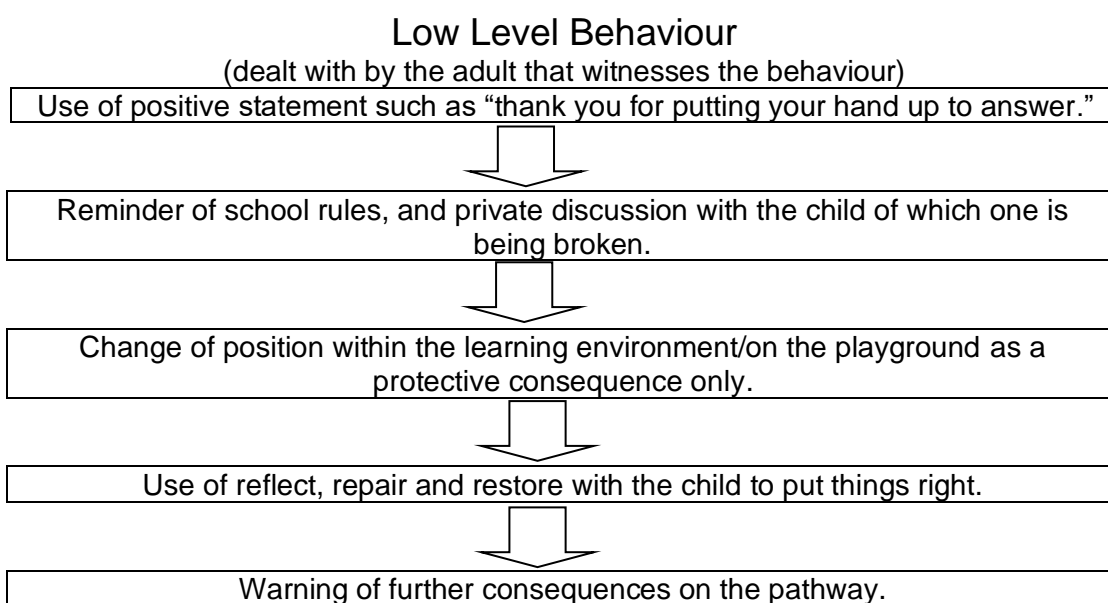 Low Level Behaviour
(dealt with by the adult that witnesses the behaviour)
Use of positive statement such as “thank you for putting your hand up to answer.”
Reminder of school rules, and private discussion with the child of which one is
being broken.
Change of position within the learning environment/on the playground as a
protective consequence only.
Use of reflect, repair and restore with the child to put things right.
Warning of further consequences on the pathway.